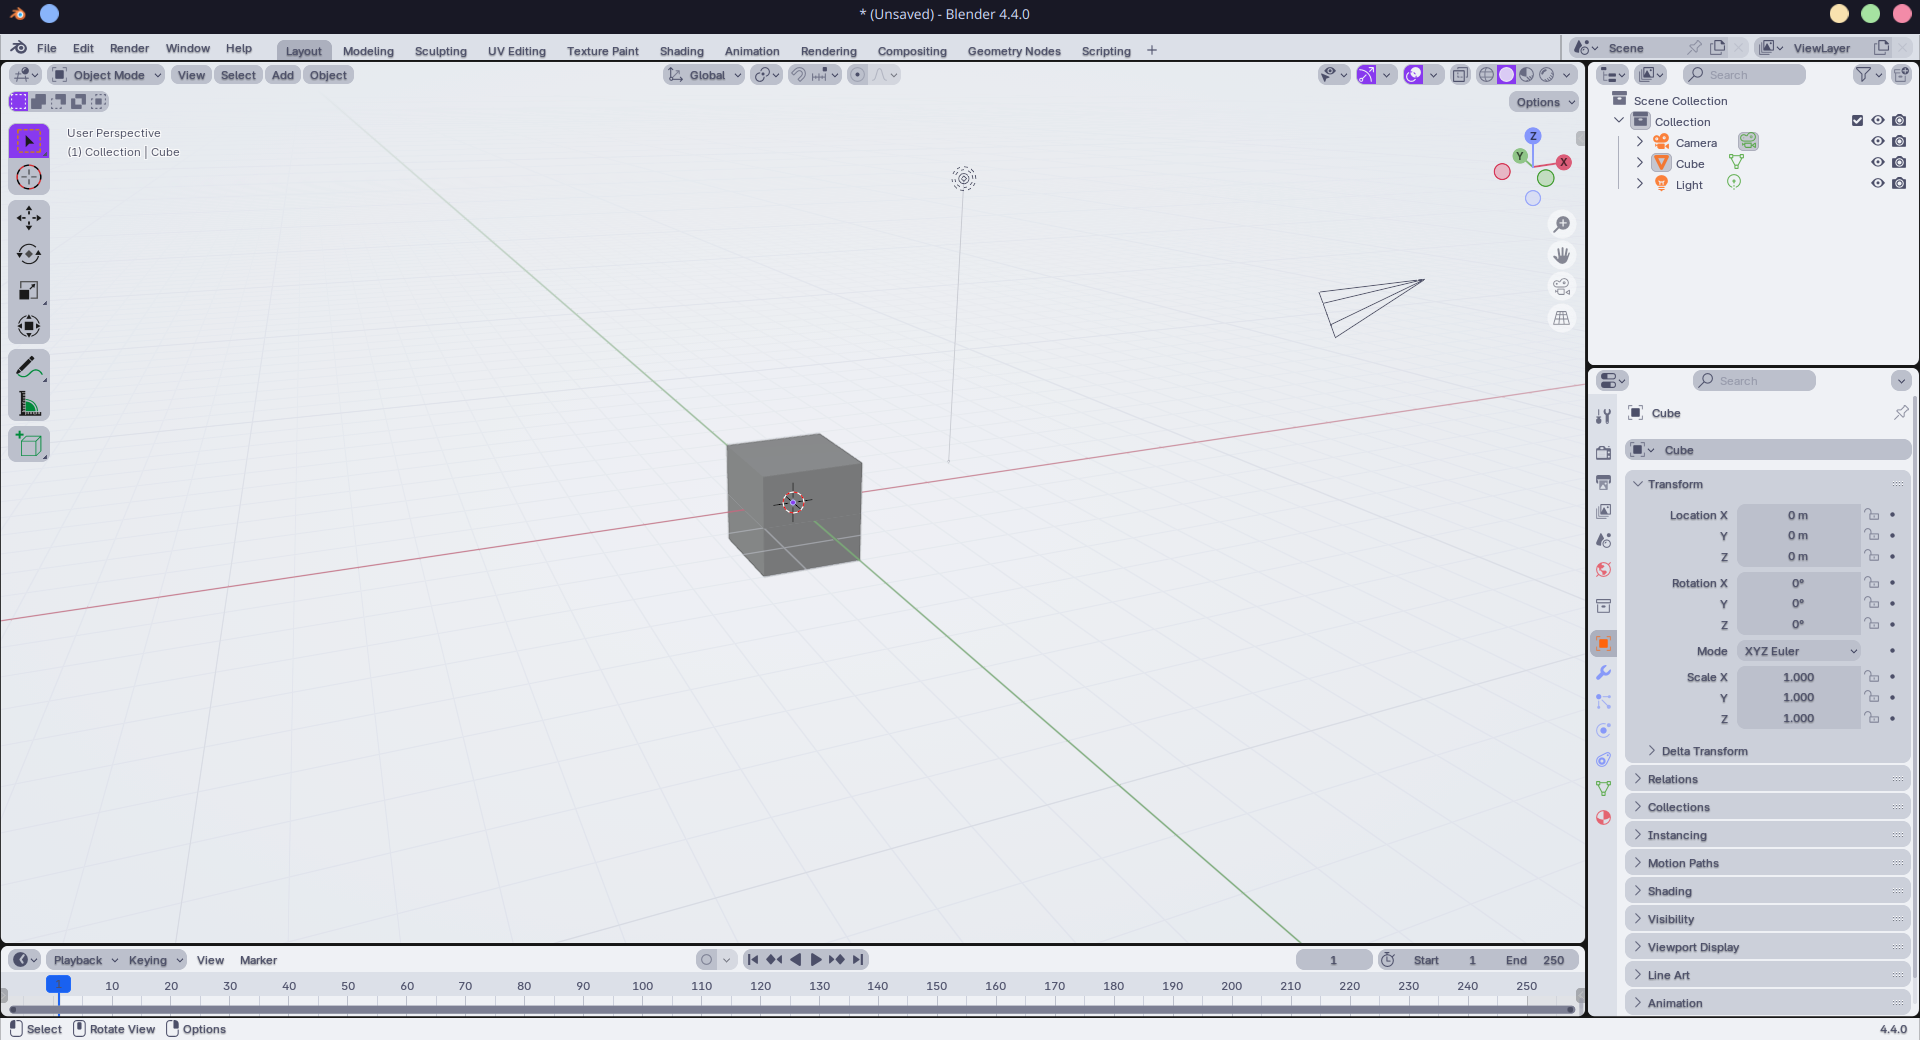 * (Unsaved) - Blender 4.4.0
File Edit Render Window Help Layout Modeling Sculpting UV Editing Texture Paint Shading Animation Rendering Compositing Geometry Nodes Scripting + Scene ViewLayer
Object Mode View Select Add Object Global
Options
User Perspective
(1) Collection | Cube
Z
Y
X
Search
Scene Collection
Collection
Camera
Cube
Light
Search
Cube
Cube
Transform
Location X 0 m
Y 0 m
Z 0 m
Rotation X 0°
Y 0°
Z 0°
Mode XYZ Euler
Scale X 1.000
Y 1.000
Z 1.000
Delta Transform
Relations
Collections
Instancing
Motion Paths
Shading
Visibility
Viewport Display
Line Art
Animation
Playback Keying View Marker 1 Start 1 End 250
1 10 20 30 40 50 60 70 80 90 100 110 120 130 140 150 160 170 180 190 200 210 220 230 240 250
Select Rotate View Options 4.4.0